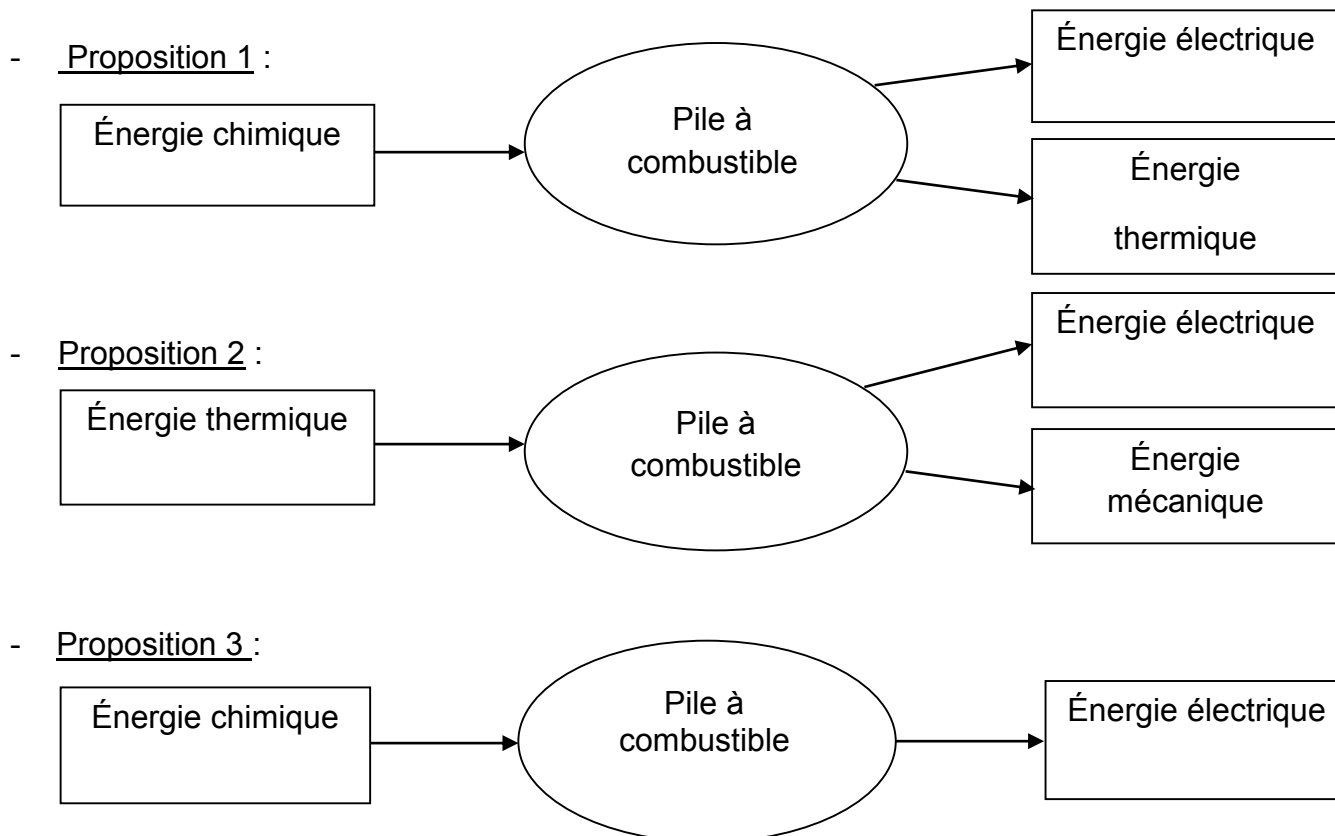 - Proposition 1 :
Énergie chimique
Pile à
combustible
Énergie électrique
Énergie
thermique
- Proposition 2 :
Énergie thermique
Pile à
combustible
Énergie électrique
Énergie
mécanique
- Proposition 3 :
Énergie chimique
Pile à
combustible
Énergie électrique